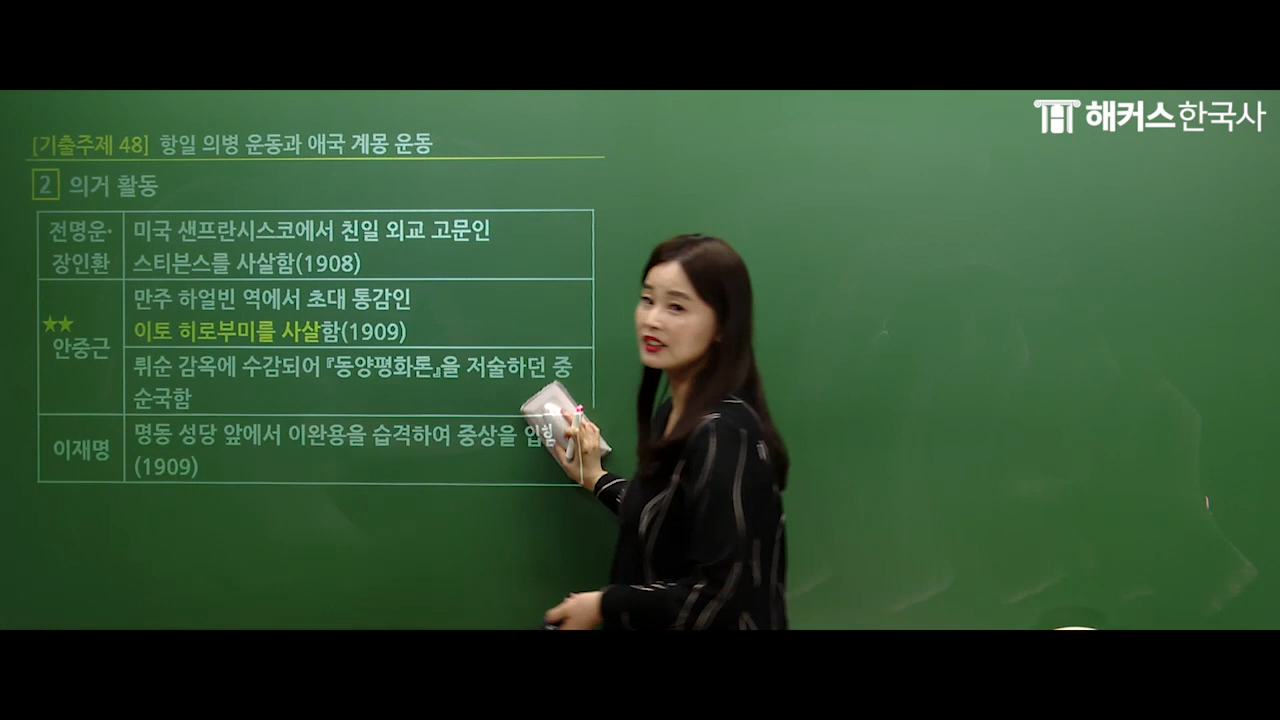 해커스한국사
[기출주제 48] 항일 의병 운동과 애국 계몽 운동
2 의거 활동
전명운·
장인환
미국 샌프란시스코에서 친일 외교 고문인
스티븐스를 사살함(1908)
★★
안중근
만주 하얼빈 역에서 초대 통감인
이토 히로부미를 사살함(1909)
뤼순 감옥에 수감되어 『동양평화론』을 저술하던 중
순국함
이재명
명동 성당 앞에서 이완용을 습격하여 중상을 입힘
(1909)